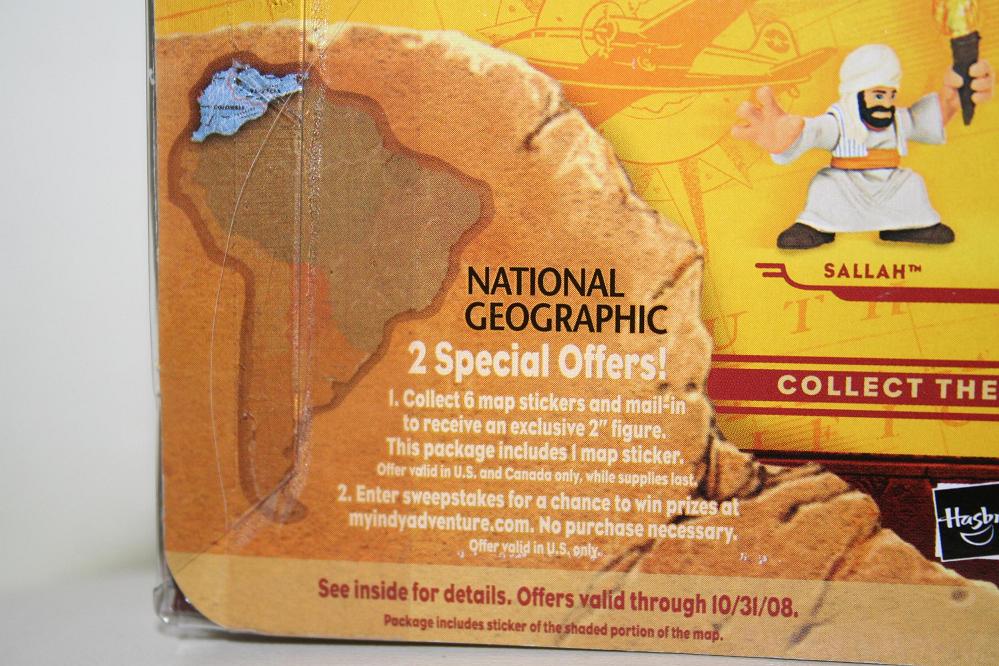 COLOMBIA
SALLAH™
NATIONAL
GEOGRAPHIC
2 Special Offers!
1. Collect 6 map stickers and mail-in
to receive an exclusive 2" figure.
This package includes 1 map sticker.
Offer valid in U.S. and Canada only, while supplies last.
2. Enter sweepstakes for a chance to win prizes at
myindyadventure.com. No purchase necessary.
Offer valid in U.S. only.
COLLECT THE
Hasbr
See inside for details. Offers valid through 10/31/08.
Package includes sticker of the shaded portion of the map.